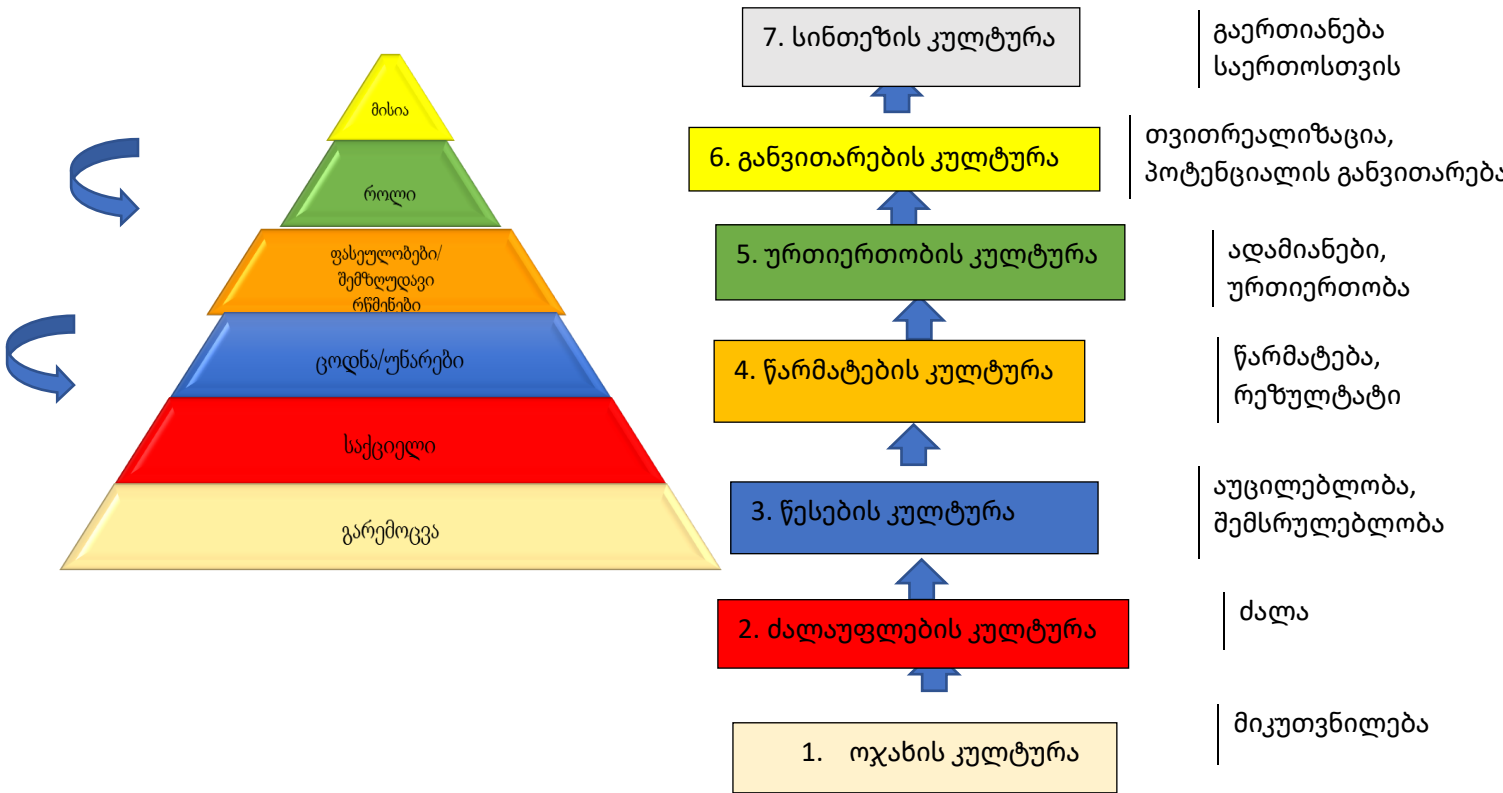 მისია
როლი
ფასეულობები/
შემზღუდავი
რწმენები
ცოდნა/უნარები
საქციელი
გარემოცვა
7. სინთეზის კულტურა
გაერთიანება
საერთოსთვის
6. განვითარების კულტურა
თვითრეალიზაცია,
პოტენციალის განვითარება
5. ურთიერთობის კულტურა
ადამიანები,
ურთიერთობა
4. წარმატების კულტურა
წარმატება,
რეზულტატი
3. წესების კულტურა
აუცილებლობა,
შემსრულებლობა
2. ძალაუფლების კულტურა
ძალა
1. ოჯახის კულტურა
მიკუთვნილება